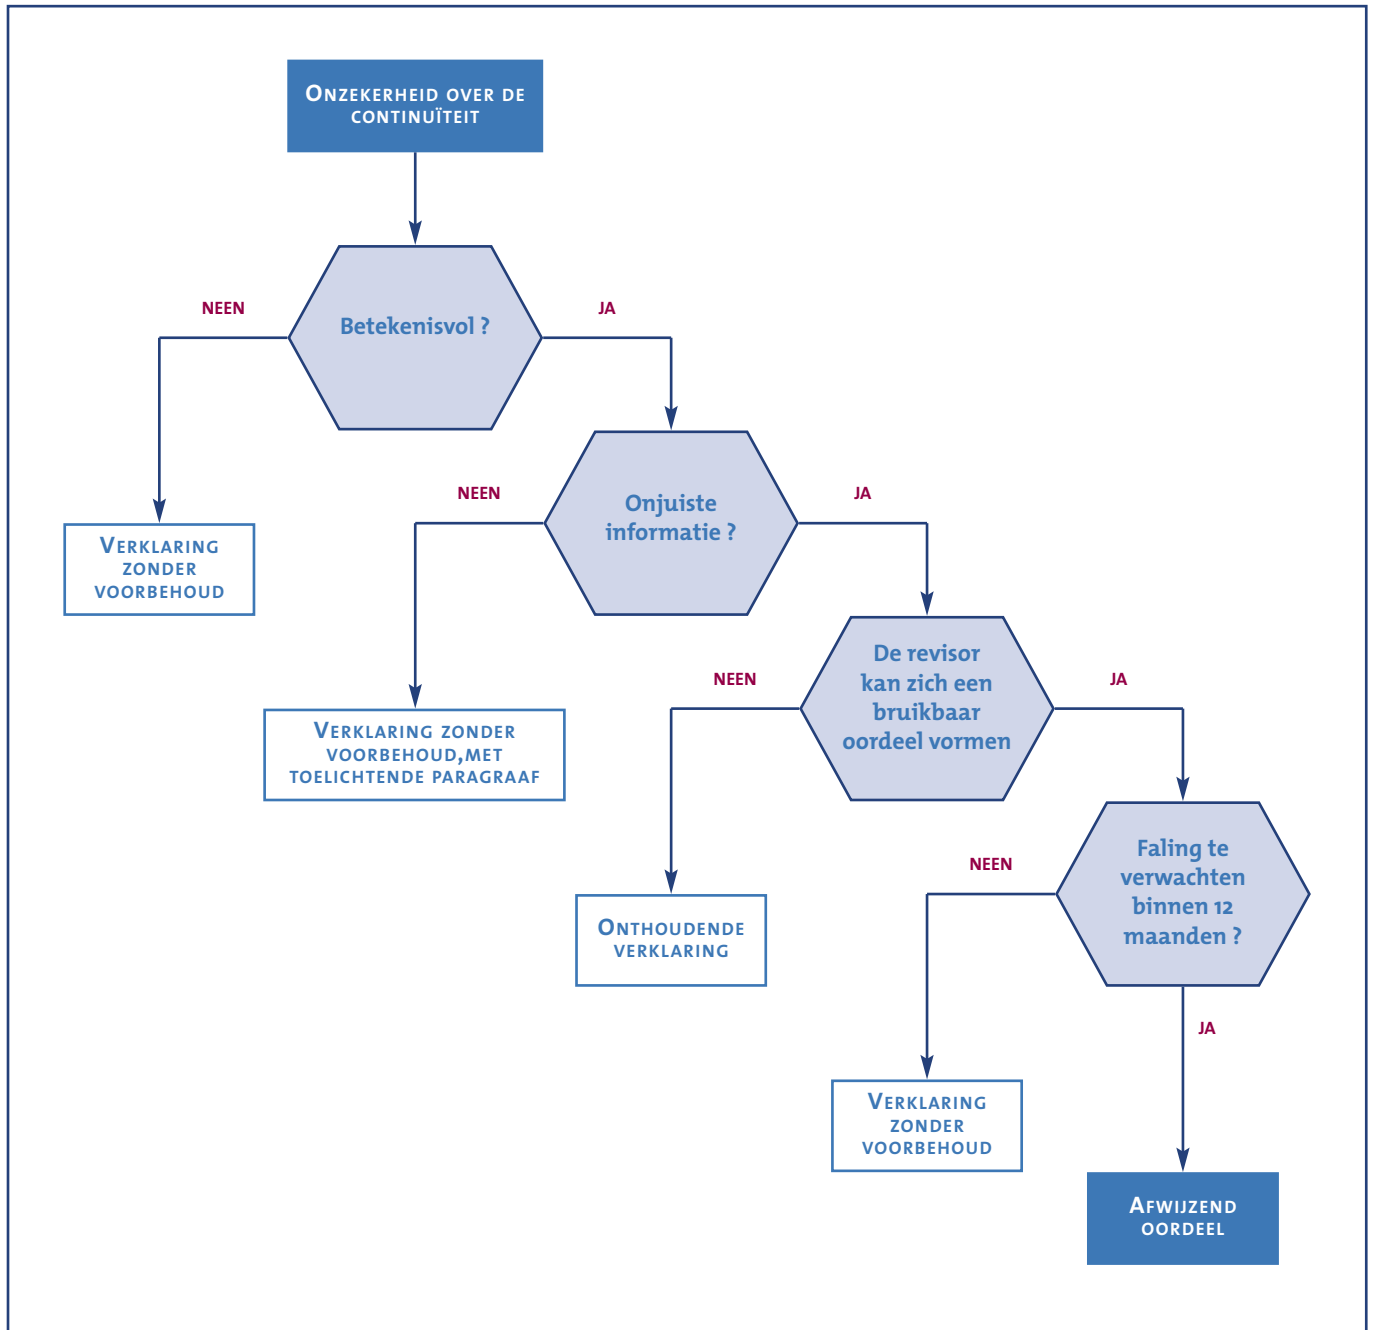 ONZEKERHEID OVER DE
CONTINUÏTEIT
NEEN
JA
Betekenisvol ?
NEEN
JA
Onjuiste
informatie ?
VERKLARING
ZONDER
VOORBEHOUD
De revisor
kan zich een
bruikbaar
oordeel vormen
NEEN
JA
VERKLARING ZONDER
VOORBEHOUD,MET
TOELICHTENDE PARAGRAAF
Faling te
verwachten
binnen 12
maanden ?
NEEN
ONTHOUDENDE
VERKLARING
JA
VERKLARING
ZONDER
VOORBEHOUD
AFWIJZEND
OORDEEL